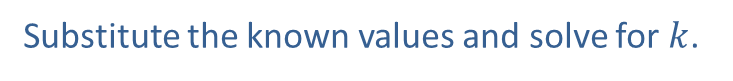 Substitute the known values and solve for k.